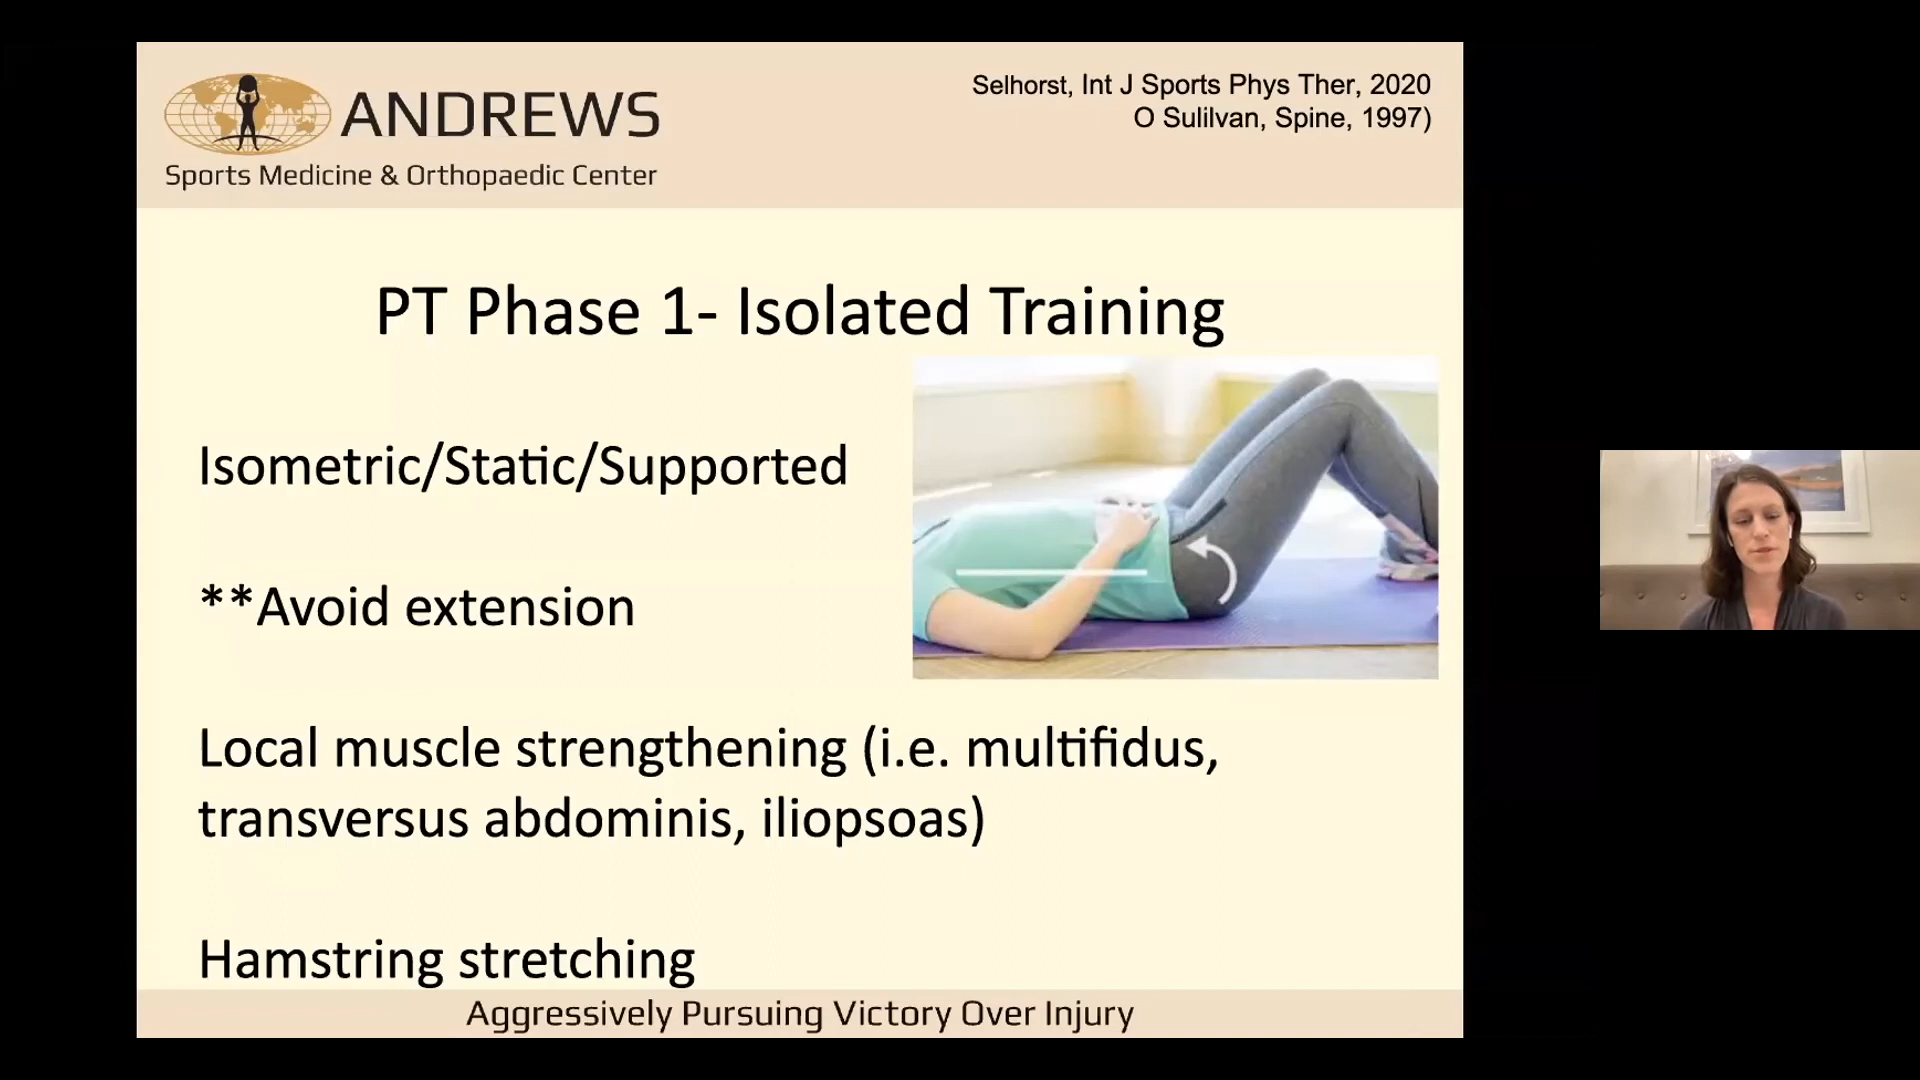 ANDREWS
Sports Medicine & Orthopaedic Center
Selhorst, Int J Sports Phys Ther, 2020
O Sulilvan, Spine, 1997)
PT Phase 1- Isolated Training
Isometric/Static/Supported
**Avoid extension
Local muscle strengthening (i.e. multifidus,
transversus abdominis, iliopsoas)
Hamstring stretching
Aggressively Pursuing Victory Over Injury